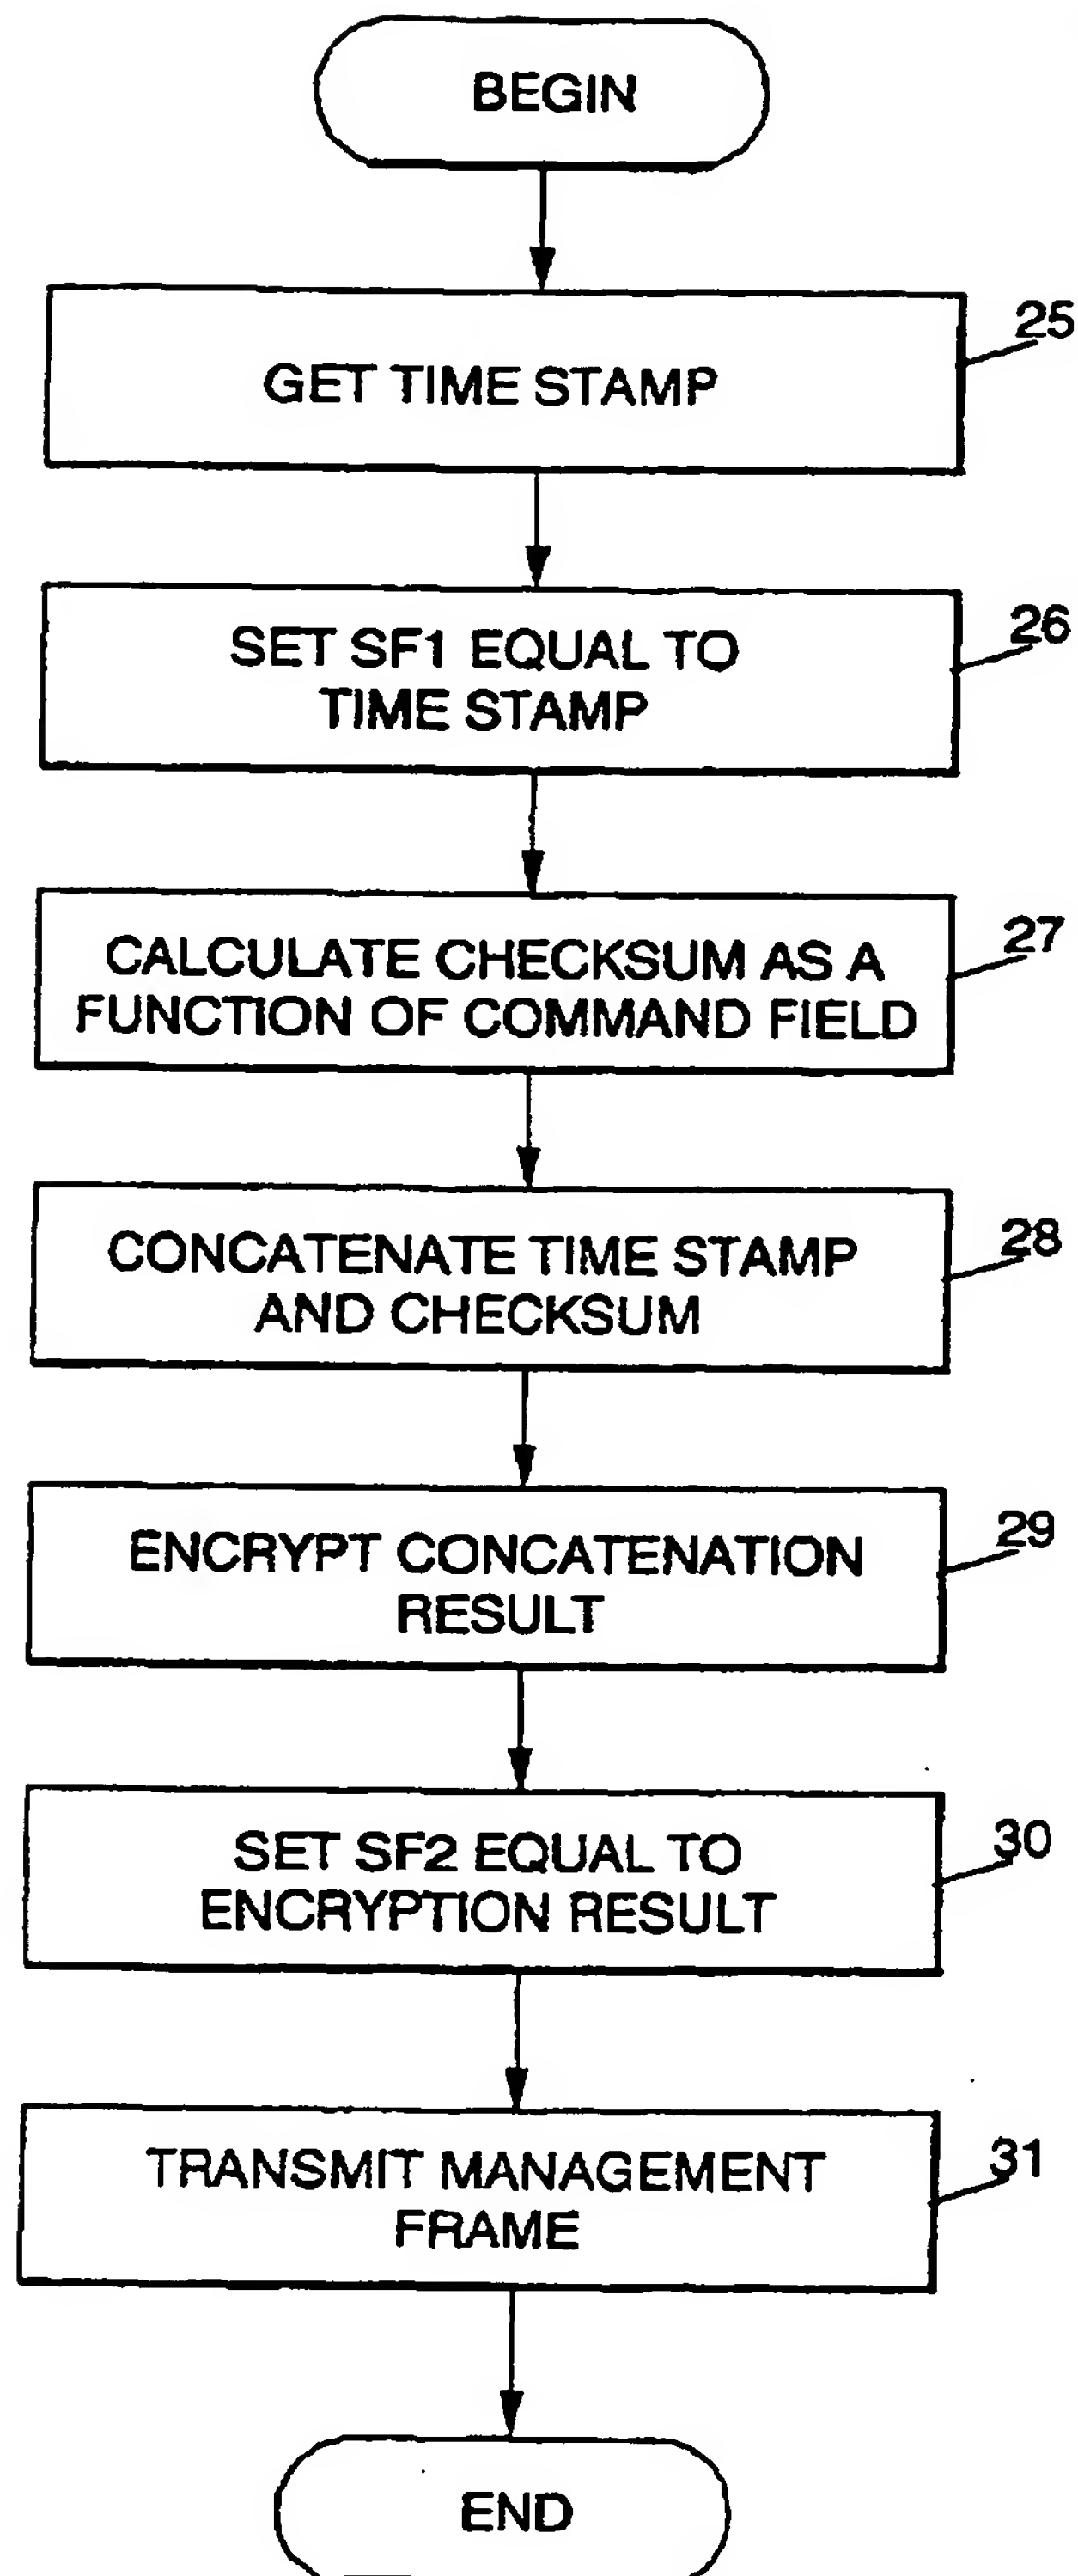 BEGIN
GET TIME STAMP
25
SET SF1 EQUAL TO
TIME STAMP
26
CALCULATE CHECKSUM AS A
FUNCTION OF COMMAND FIELD
27
CONCATENATE TIME STAMP
AND CHECKSUM
28
ENCRYPT CONCATENATION
RESULT
29
SET SF2 EQUAL TO
ENCRYPTION RESULT
30
TRANSMIT MANAGEMENT
FRAME
31
END